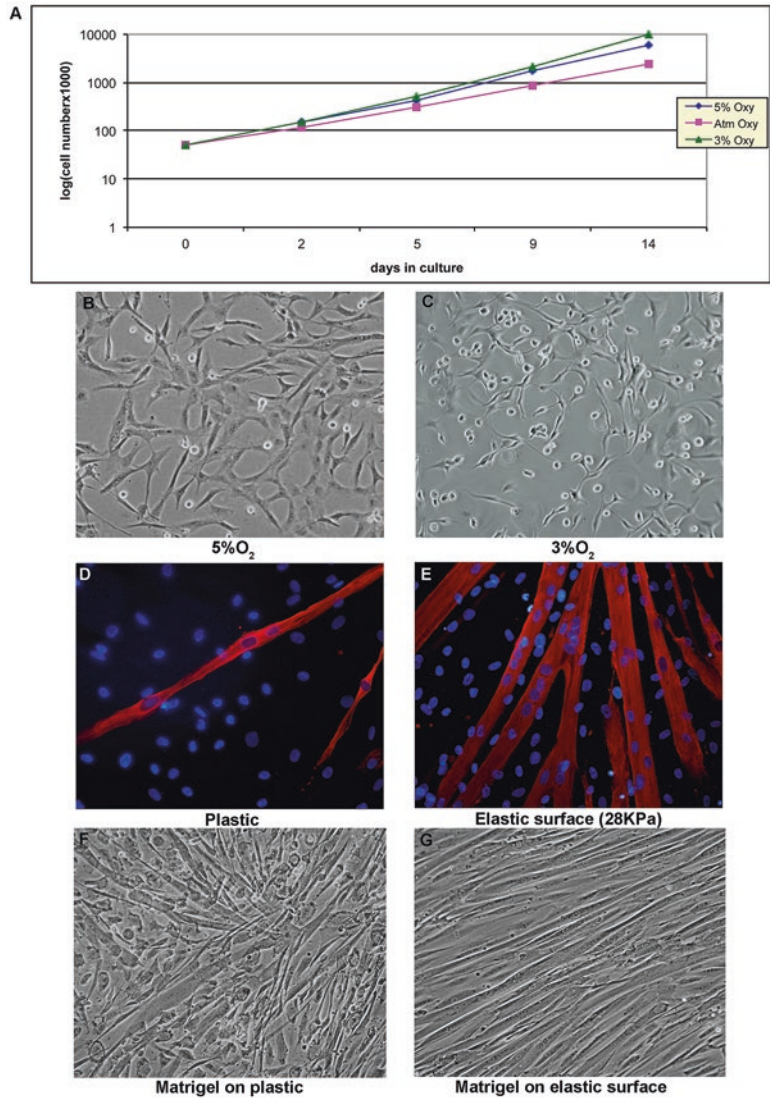 A
10000
1000
100
10
1
log(cell numberx1000)
0 2 5 9 14
days in culture
5% Oxy
Atm Oxy
3% Oxy
B C
5%O₂ 3%O₂
D E
Plastic Elastic surface (28KPa)
F G
Matrigel on plastic Matrigel on elastic surface